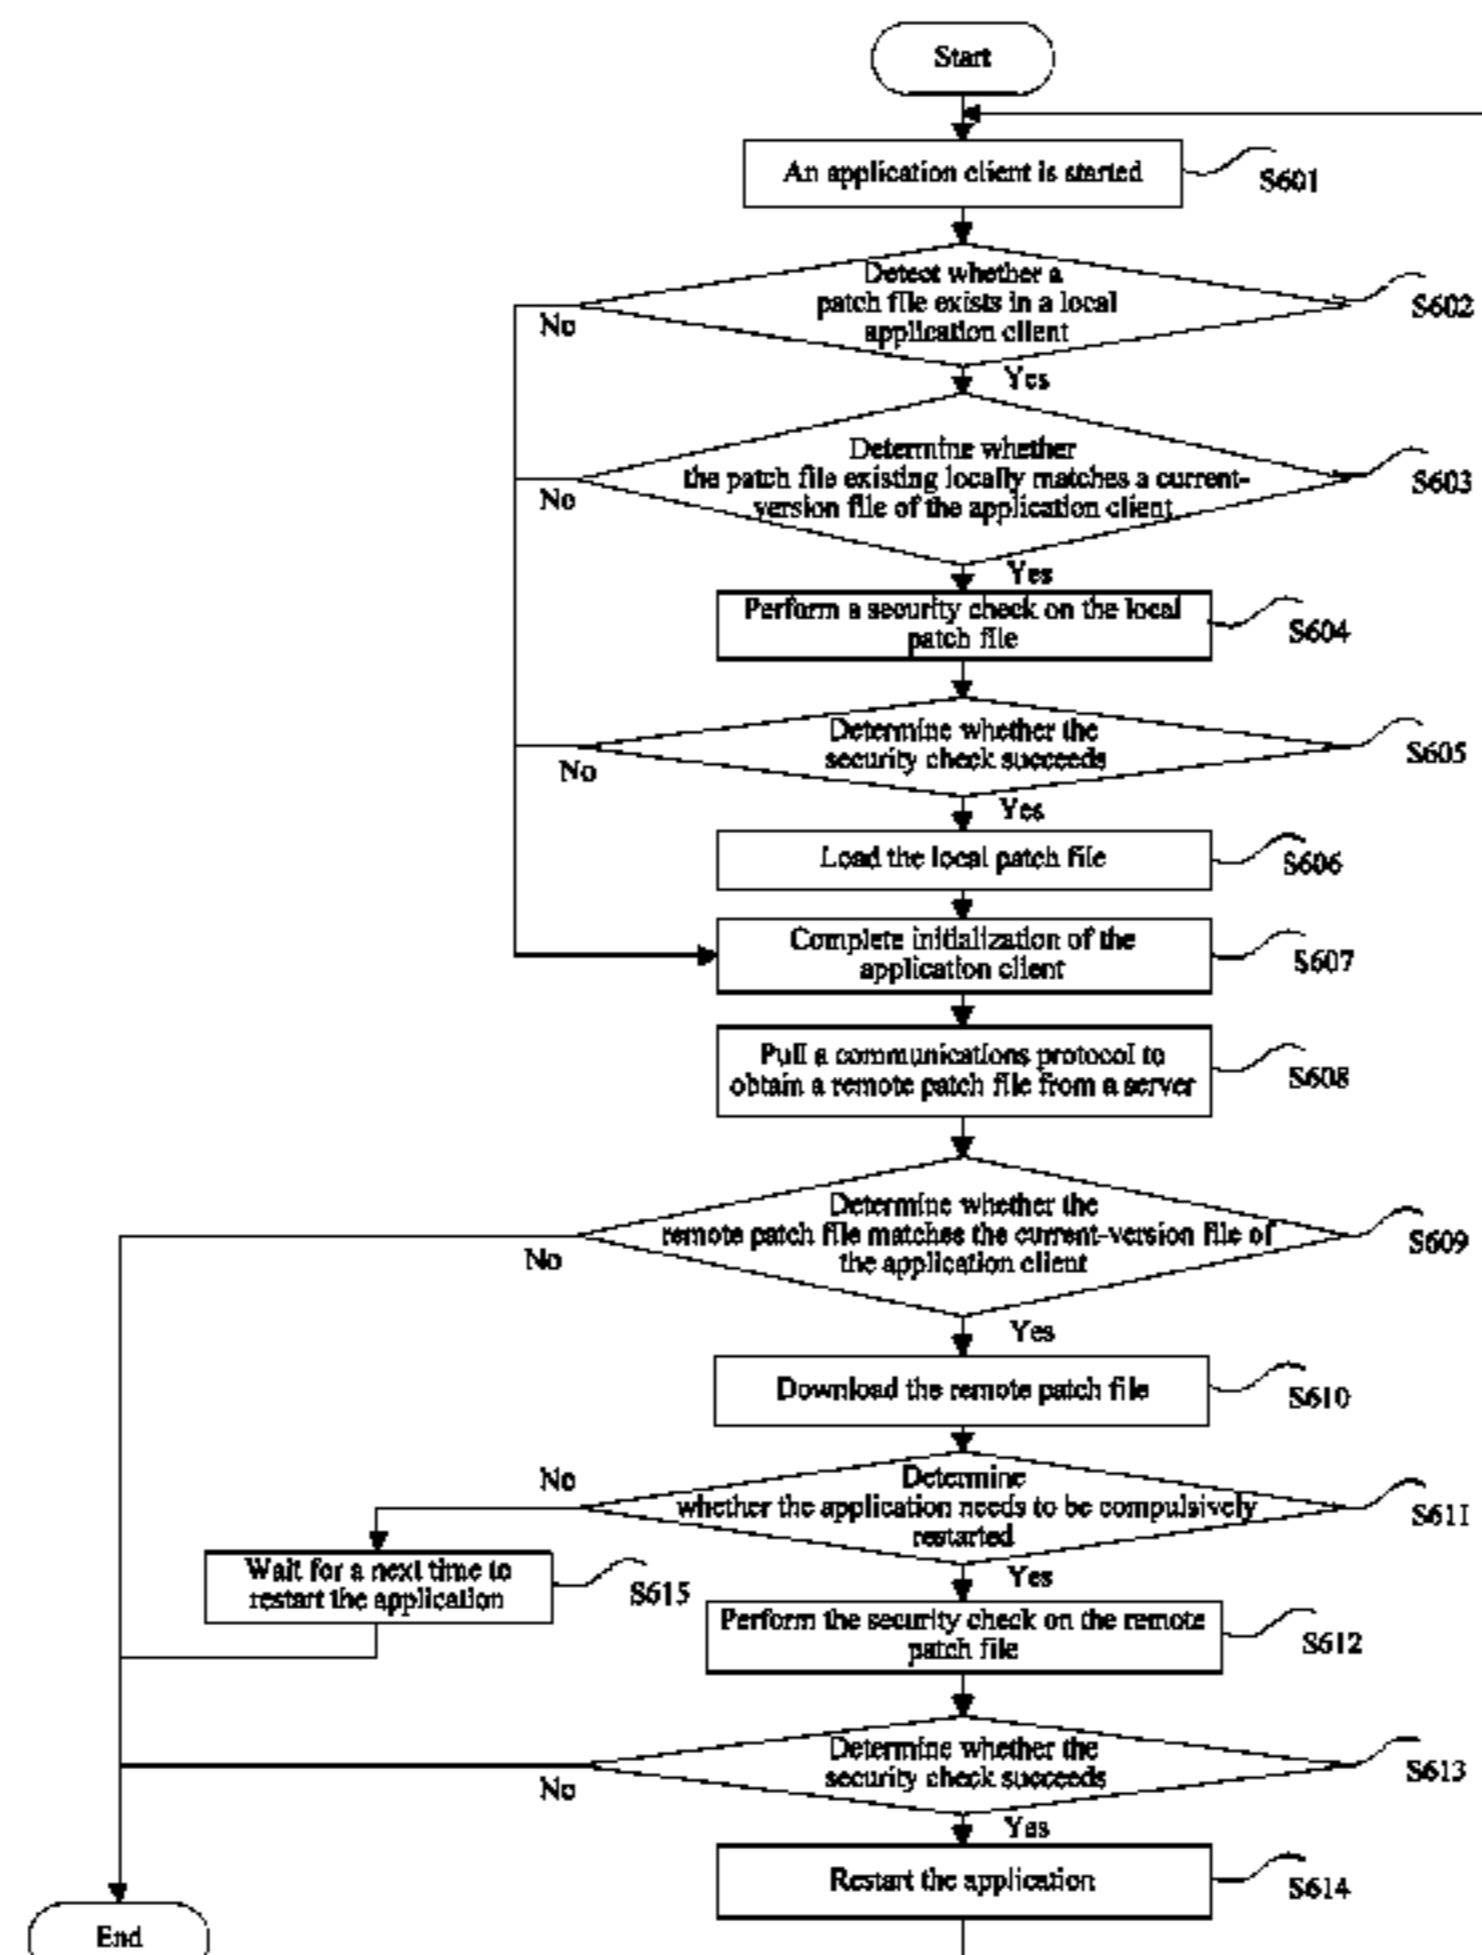 Start
An application client is started
S601
Detect whether a
patch file exists in a local
application client
S602
No
Yes
Determine whether
the patch file existing locally matches a current-
version file of the application client
S603
No
Yes
Perform a security check on the local
patch file
S604
Determine whether the
security check succeeds
S605
No
Yes
Load the local patch file
S606
Complete initialization of the
application client
S607
Pull a communications protocol to
obtain a remote patch file from a server
S608
Determine whether the
remote patch file matches the current-version file of
the application client
S609
No
Yes
Download the remote patch file
S610
No
Determine
whether the application needs to be compulsively
restarted
S611
Yes
Wait for a next time to
restart the application
S615
Perform the security check on the remote
patch file
S612
Determine whether the
security check succeeds
S613
No
Yes
Restart the application
S614
End